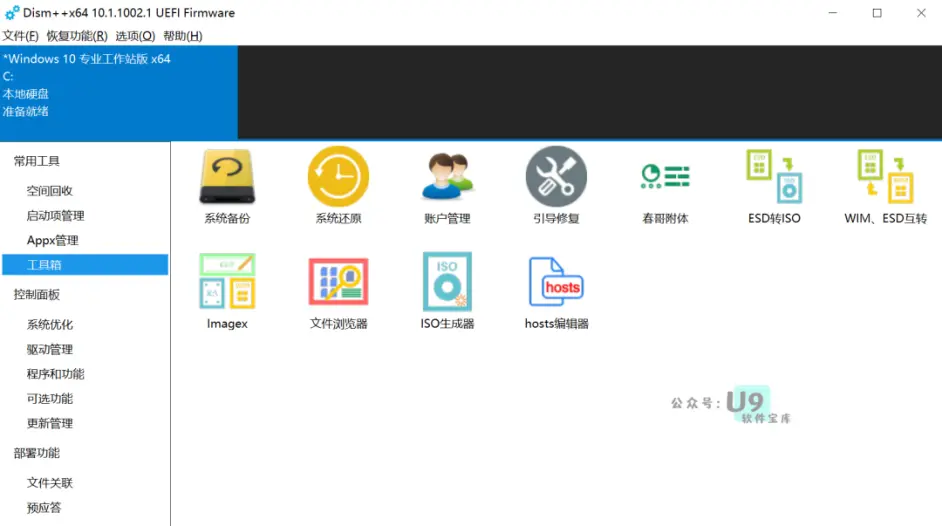 Dism++x64 10.1.1002.1 UEFI Firmware
文件(F) 恢复功能(R) 选项(O) 帮助(H)
*Windows 10 专业工作站版 x64
C:
本地硬盘
准备就绪
常用工具
空间回收
启动项管理
Appx管理
工具箱
控制面板
系统优化
驱动管理
程序和功能
可选功能
更新管理
部署功能
文件关联
预应答
系统备份 系统还原 账户管理 引导修复 春哥附体 ESD转ISO WIM、ESD互转
ISO
Imagex 文件浏览器 ISO生成器 hosts编辑器
hosts
公众号: U9
软件宝库